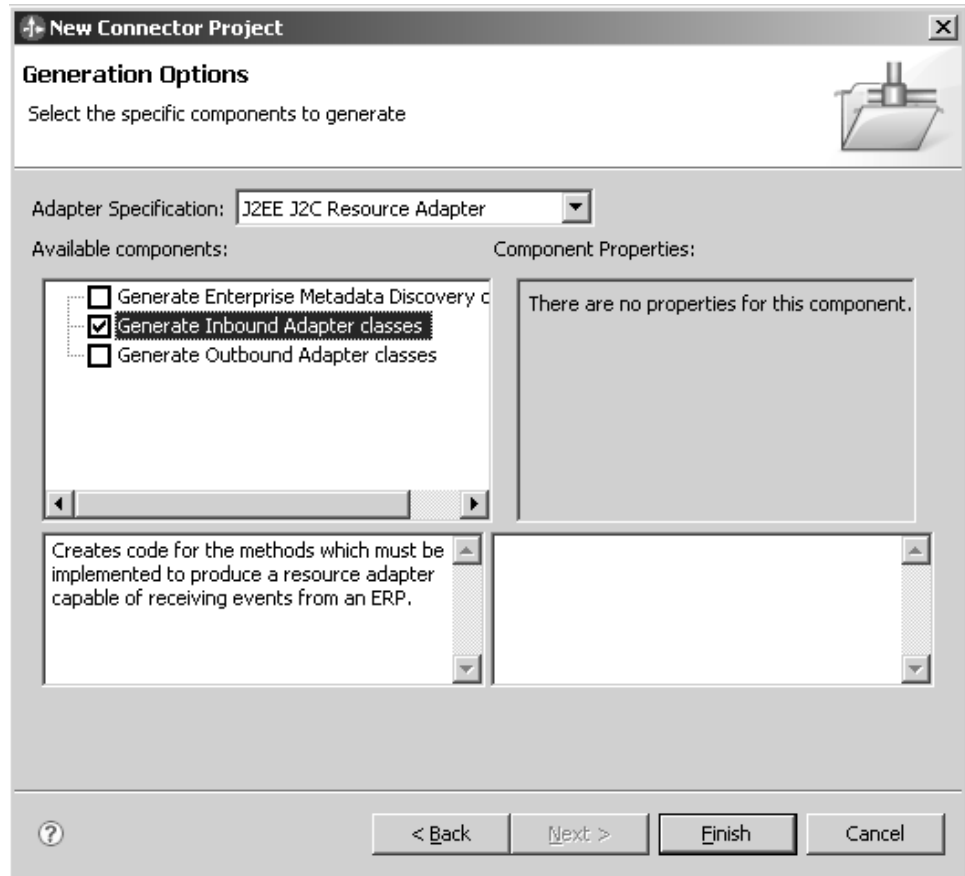 New Connector Project
Generation Options
Select the specific components to generate
Adapter Specification: J2EE J2C Resource Adapter
Available components:
Component Properties:
Generate Enterprise Metadata Discovery c
Generate Inbound Adapter classes
Generate Outbound Adapter classes
There are no properties for this component.
Creates code for the methods which must be
implemented to produce a resource adapter
capable of receiving events from an ERP.
?
< Back
Next >
Finish
Cancel